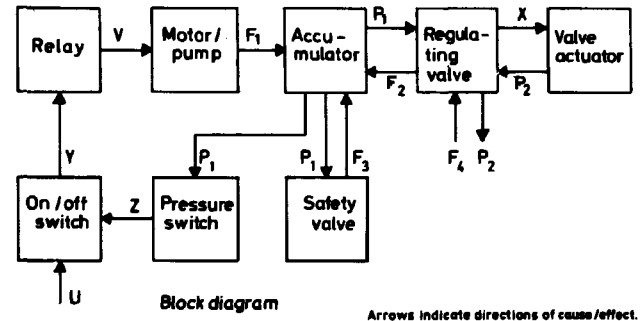 Relay
V
Motor/
pump
F1
Accu-
mulator
P1
F2
Regula-
ting
valve
X
P2
Valve
actuator
Y
P1
P1
F3
F4
P2
On/off
switch
Z
Pressure
switch
Safety
valve
U
Block diagram
Arrows indicate directions of cause/effect.